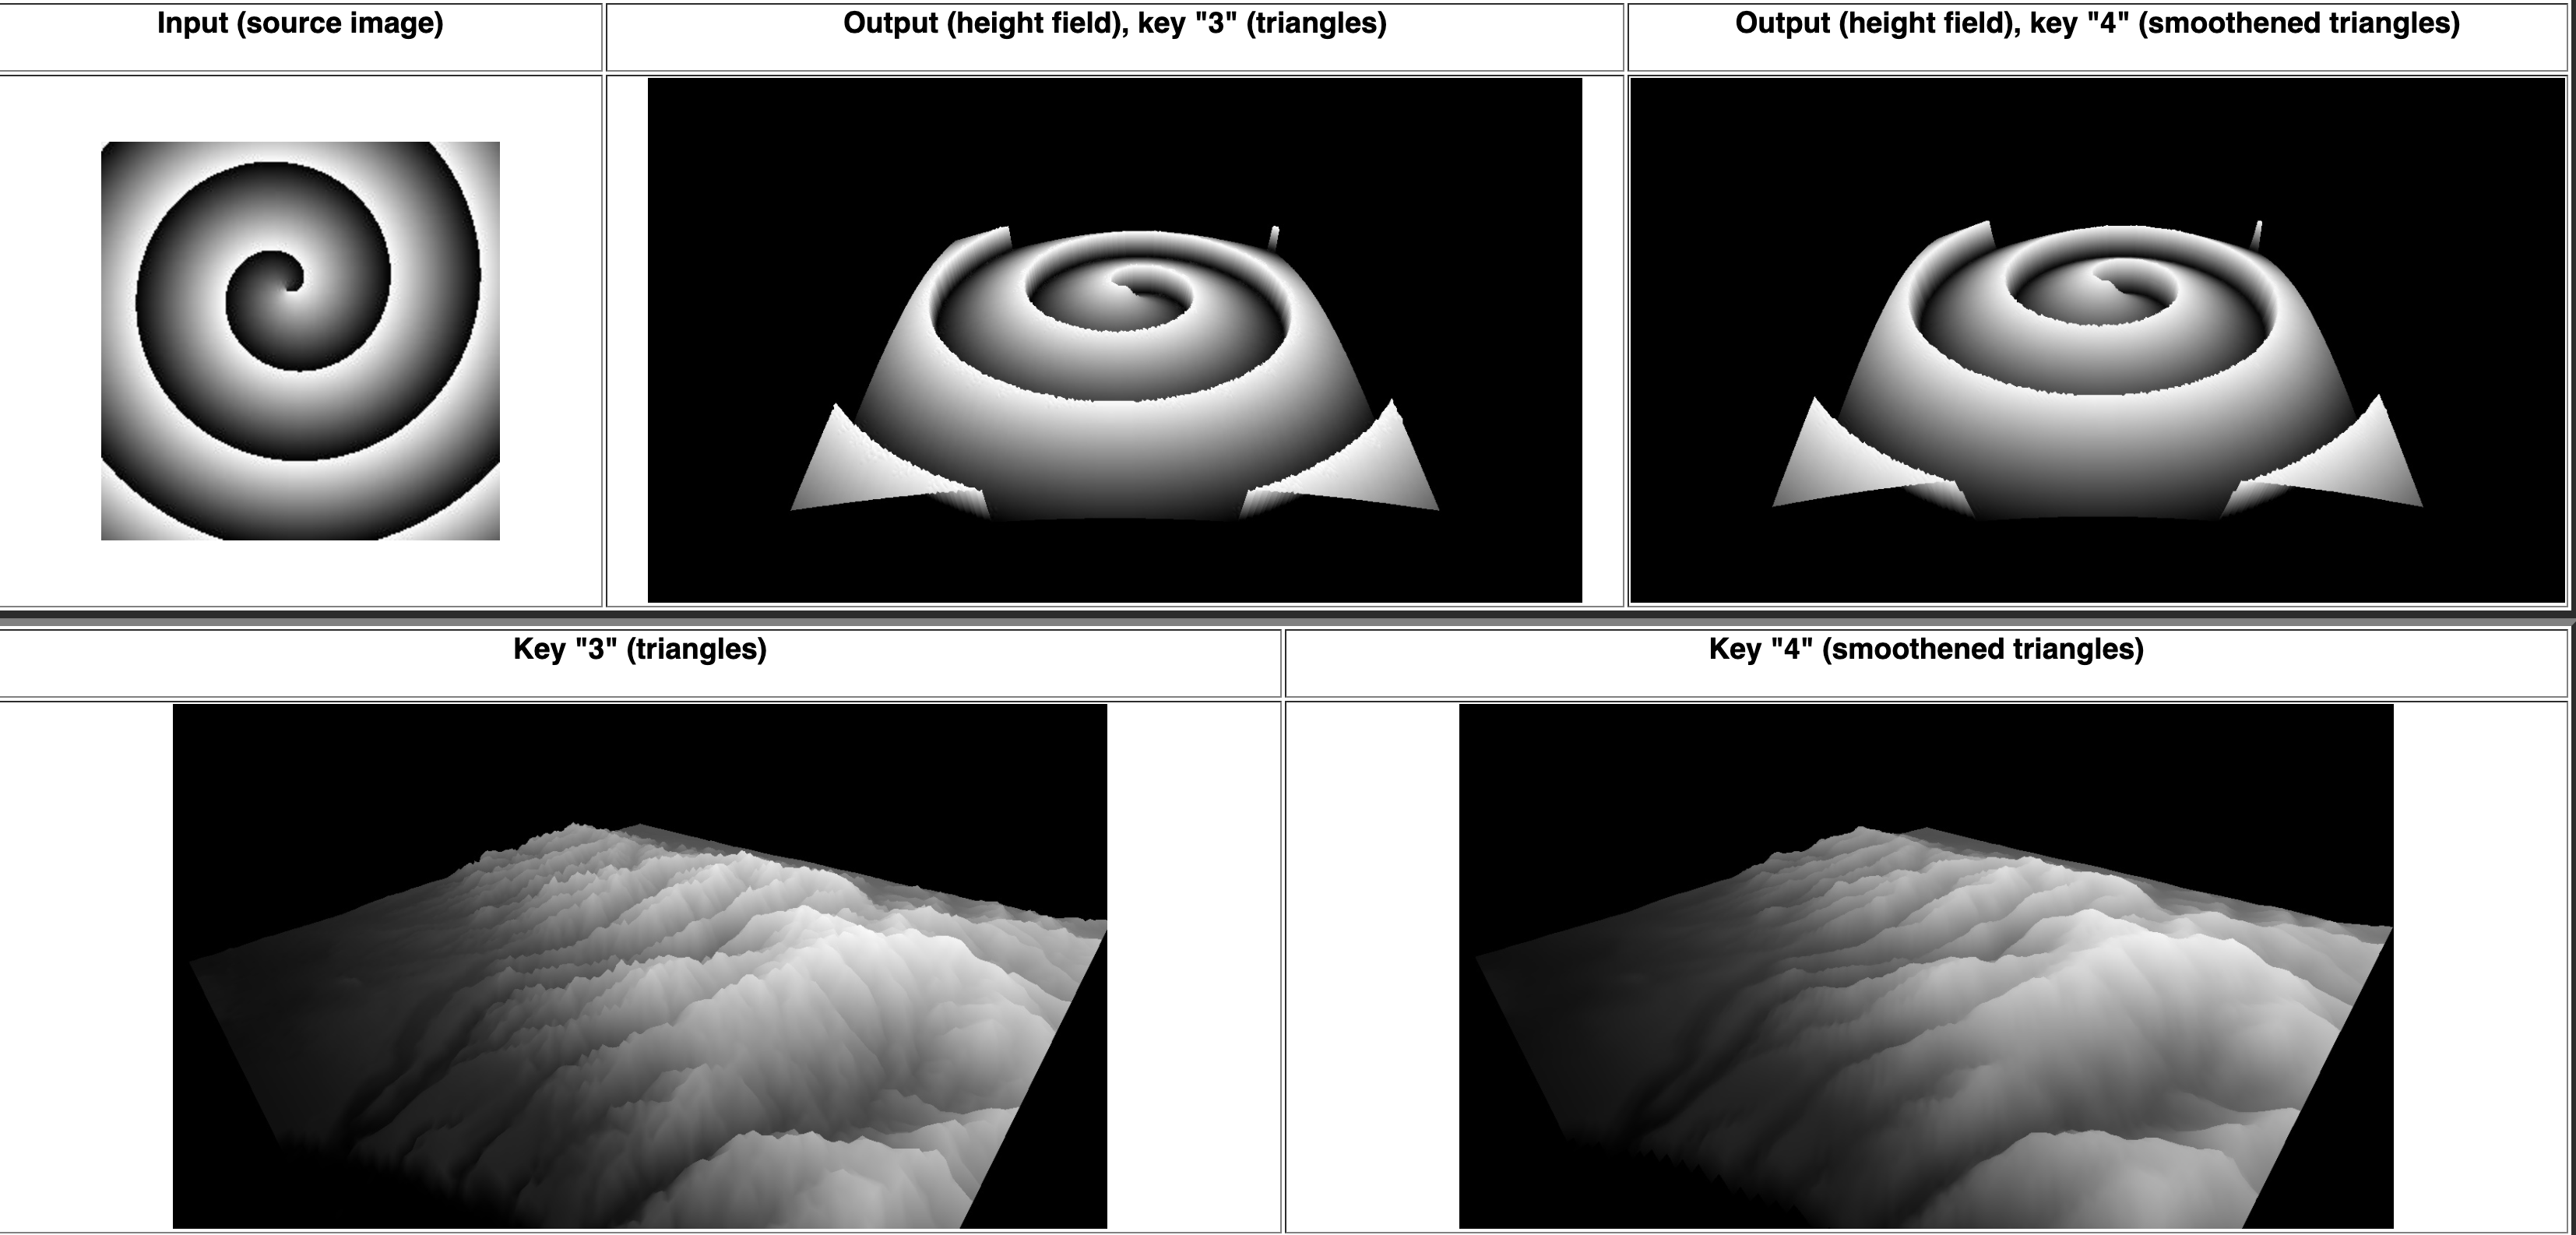 Input (source image)
Output (height field), key "3" (triangles)
Output (height field), key "4" (smoothened triangles)
Key "3" (triangles)
Key "4" (smoothened triangles)